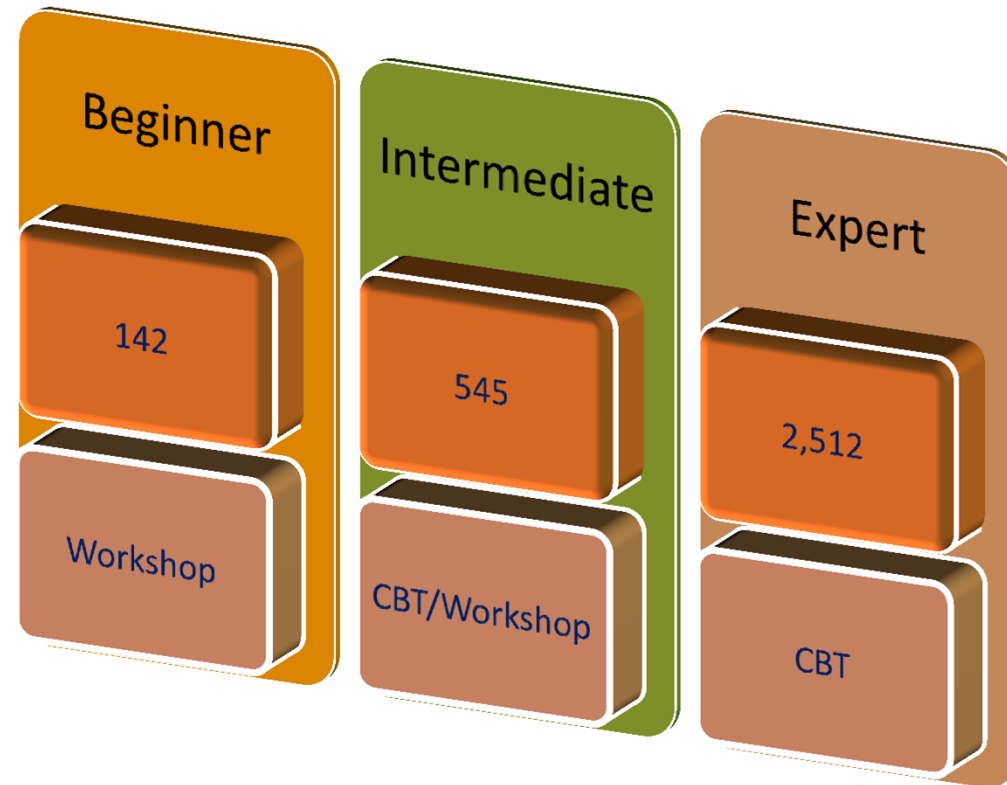 Beginner
142
Workshop
Intermediate
545
CBT/Workshop
Expert
2,512
CBT